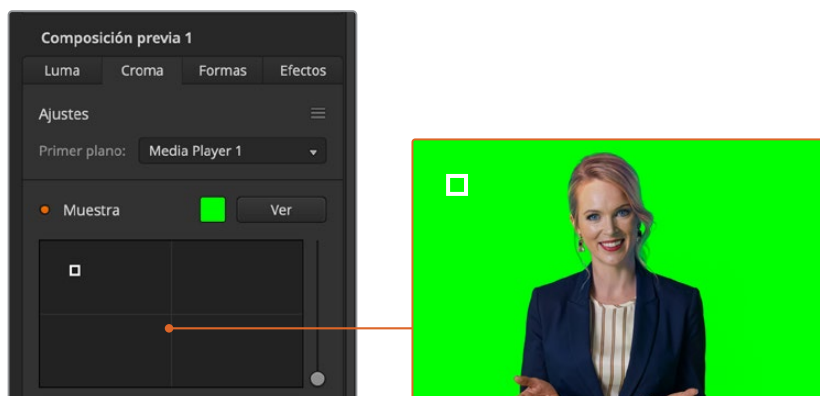 Composición previa 1
Luma Croma Formas Efectos
Ajustes
Primer plano: Media Player 1
Muestra Ver